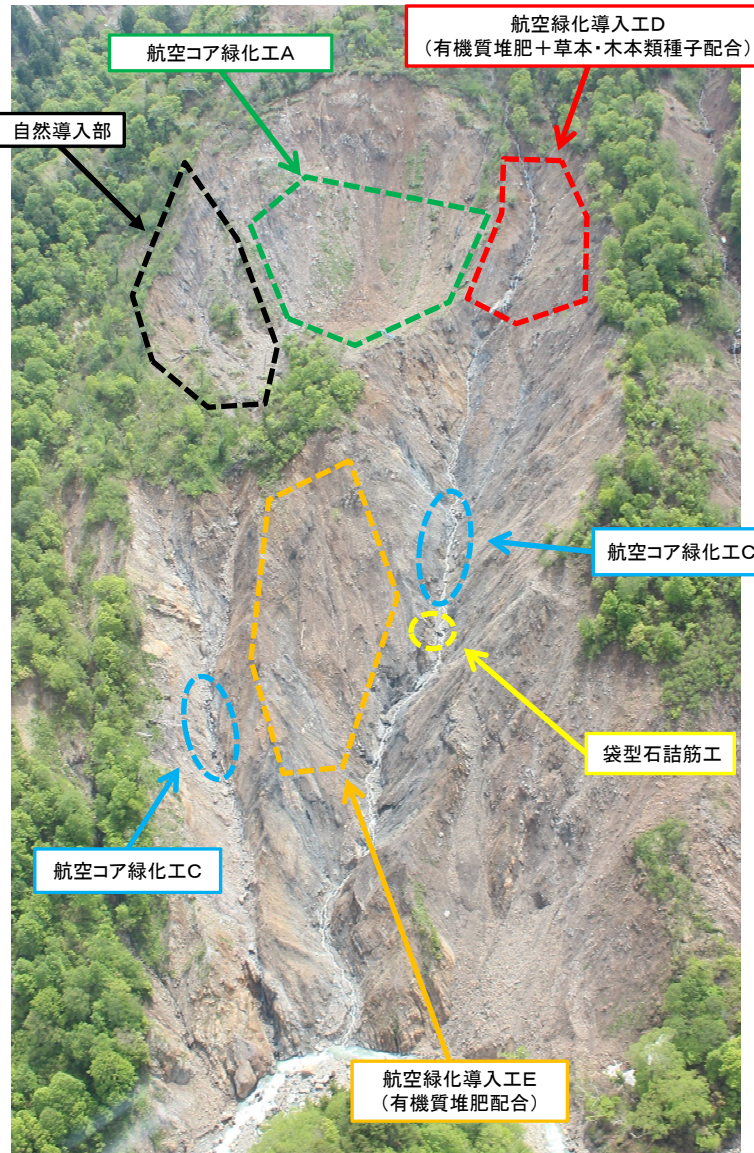 航空緑化導入工D
（有機質堆肥＋草本・木本類種子配合）
航空コア緑化工A
自然導入部
航空コア緑化工C
袋型石詰筋工
航空コア緑化工C
航空緑化導入工E
（有機質堆肥配合）